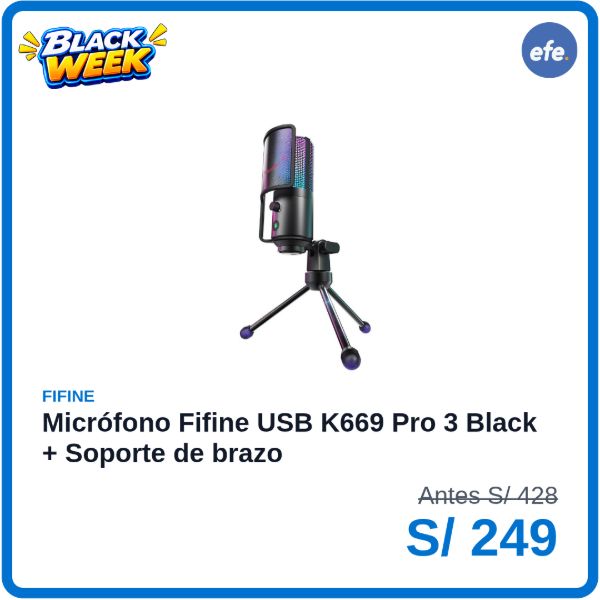 BLACK
WEEK
efe.
FIFINE
Micrófono Fifine USB K669 Pro 3 Black
+ Soporte de brazo
Antes S/ 428
S/ 249